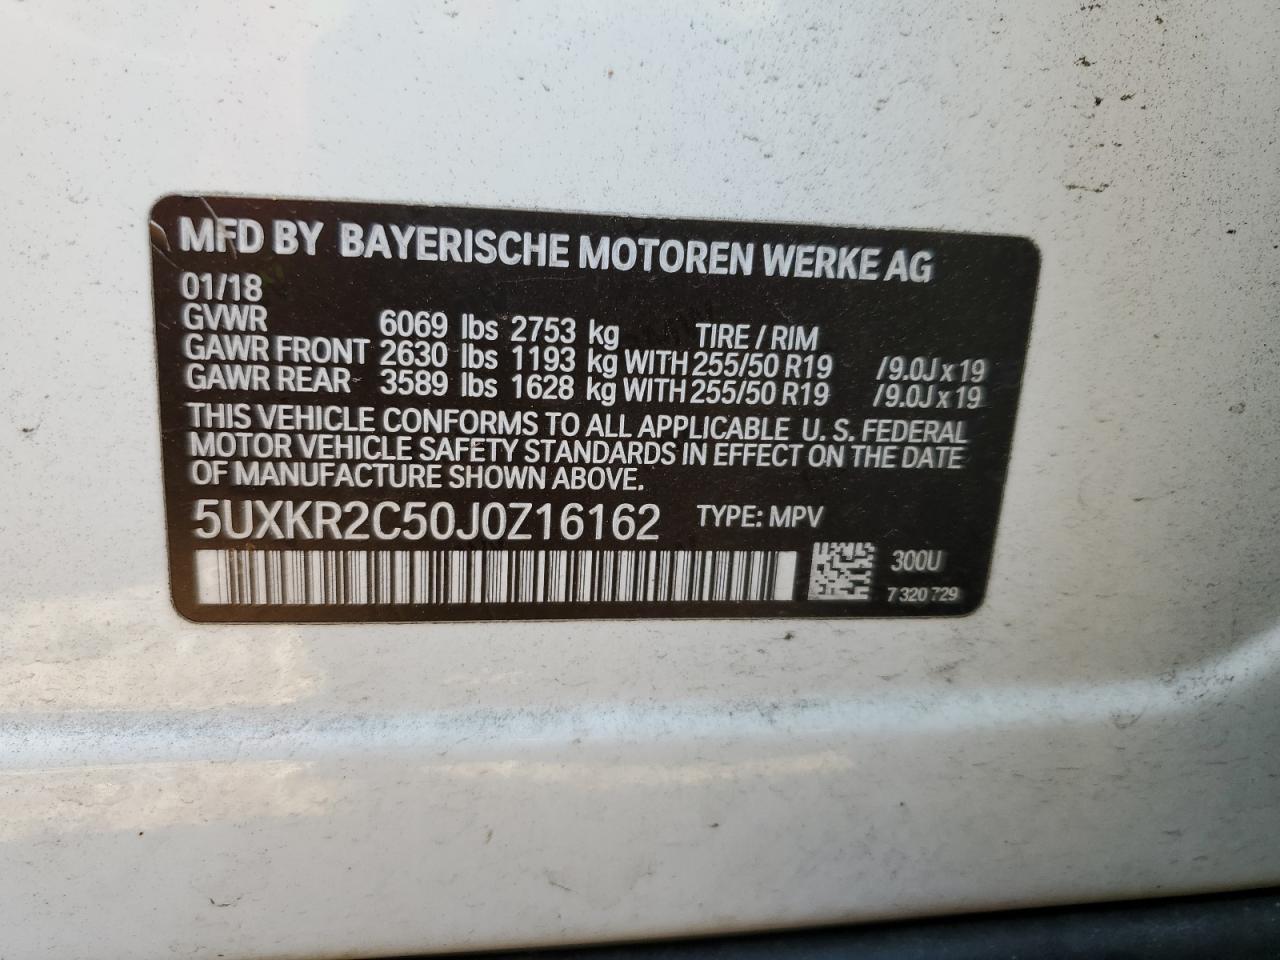 MFD BY BAYERISCHE MOTOREN WERKE AG
01/18
GVWR 6069 lbs 2753 kg TIRE / RIM
GAWR FRONT 2630 lbs 1193 kg WITH 255/50 R19 /9.0J x 19
GAWR REAR 3589 lbs 1628 kg WITH 255/50 R19 /9.0J x 19
THIS VEHICLE CONFORMS TO ALL APPLICABLE U. S. FEDERAL
MOTOR VEHICLE SAFETY STANDARDS IN EFFECT ON THE DATE
OF MANUFACTURE SHOWN ABOVE.
5UXKR2C50J0Z16162 TYPE: MPV
300U
7 320 729